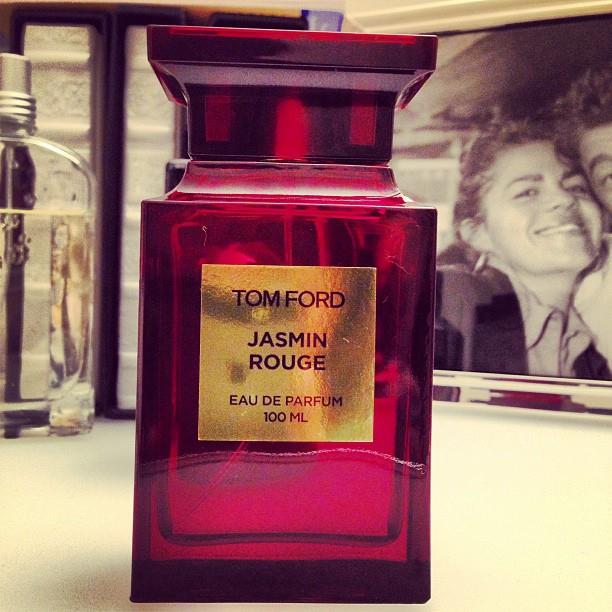 TOM FORD
JASMIN
ROUGE
EAU DE PARFUM
100 ML